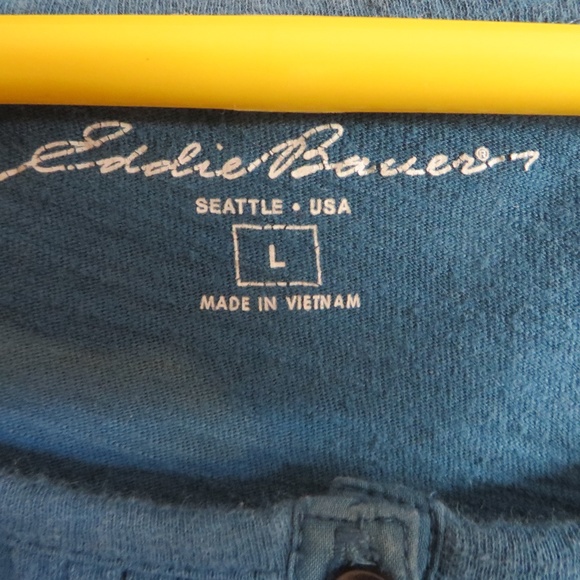 Eddie Bauer®
SEATTLE • USA
L
MADE IN VIETNAM